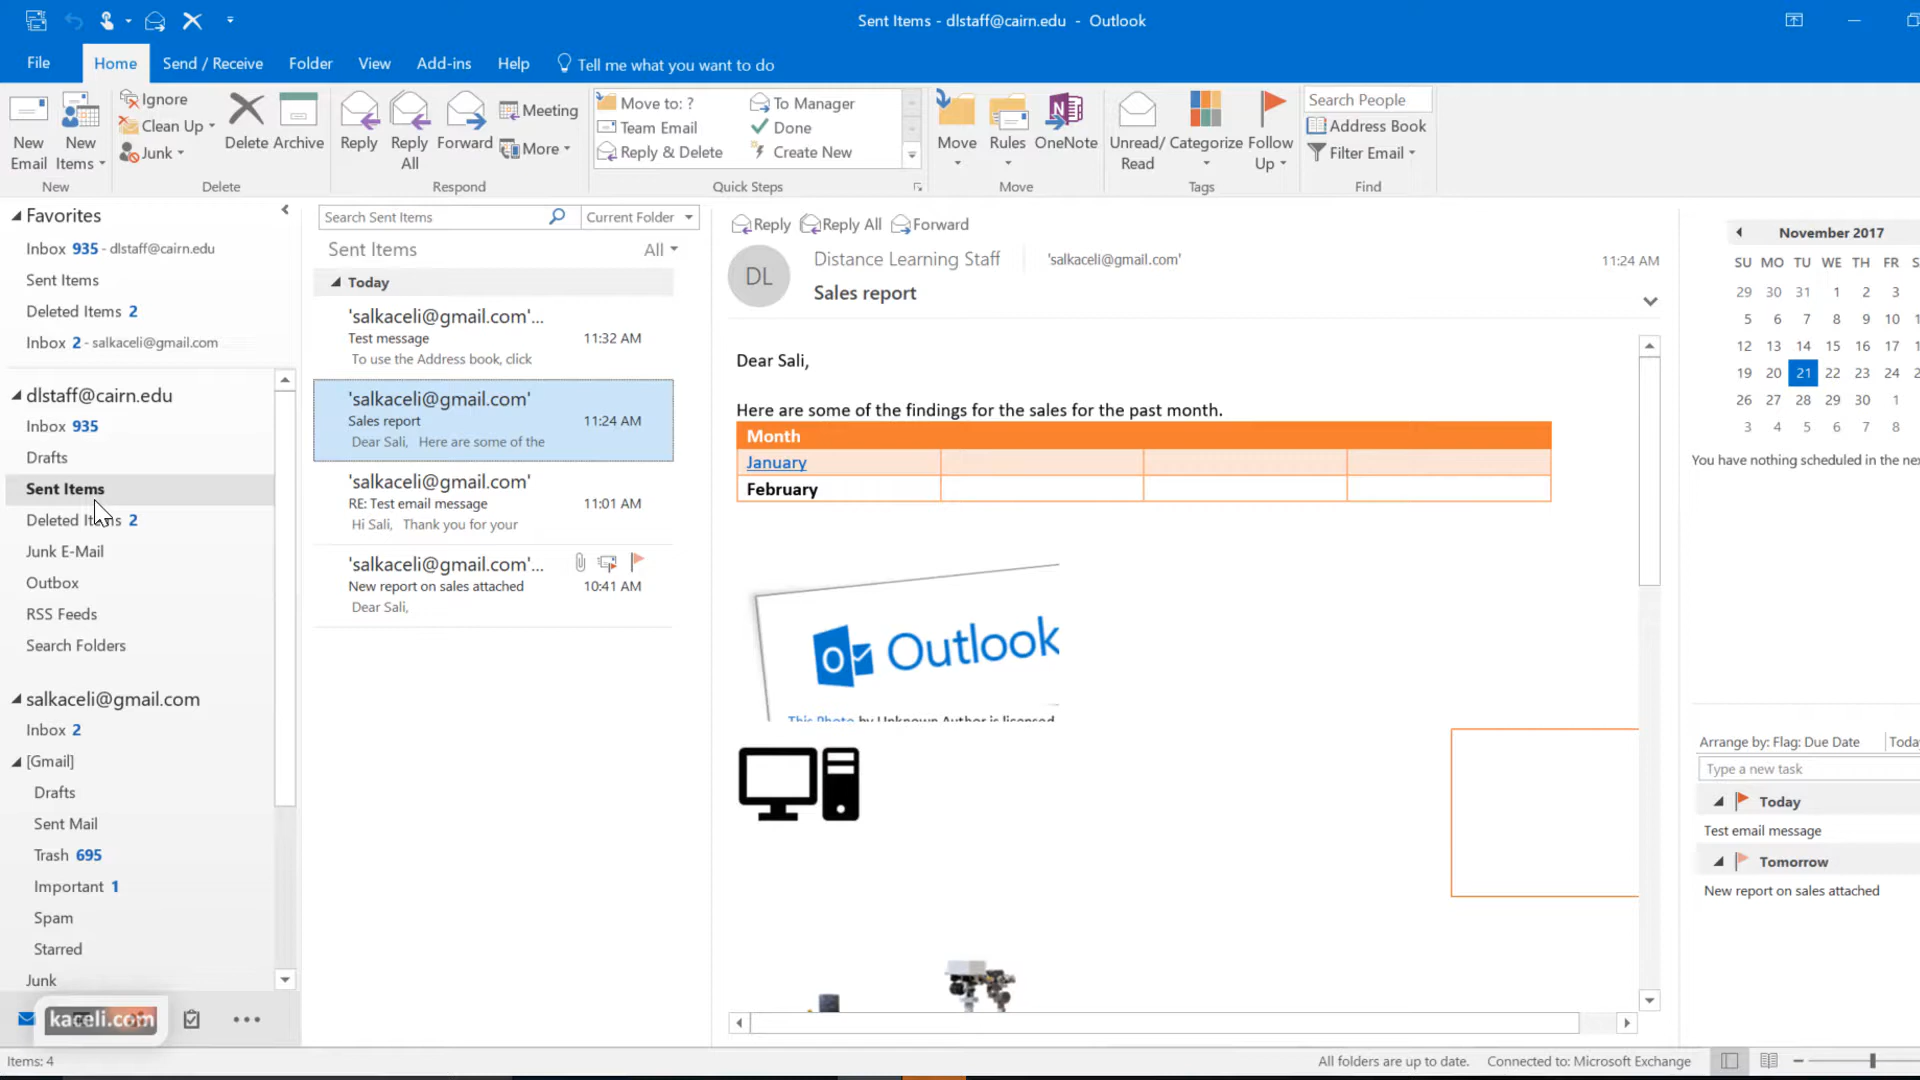 Sent Items - dlstaff@cairn.edu - Outlook
File Home Send / Receive Folder View Add-ins Help Tell me what you want to do
New Email
New Items
New
Ignore
Clean Up
Junk
Delete
Archive
Delete
Reply
Reply All
Forward
Meeting
More
Respond
Move to: ?
Team Email
Reply & Delete
To Manager
Done
Create New
Quick Steps
Move
Rules
OneNote
Move
Unread/ Read
Categorize
Follow Up
Tags
Search People
Address Book
Filter Email
Find
Favorites
Inbox 935 - dlstaff@cairn.edu
Sent Items
Deleted Items 2
Inbox 2 - salkaceli@gmail.com
dlstaff@cairn.edu
Inbox 935
Drafts
Sent Items
Deleted Items 2
Junk E-Mail
Outbox
RSS Feeds
Search Folders
salkaceli@gmail.com
Inbox 2
[Gmail]
Drafts
Sent Mail
Trash 695
Important 1
Spam
Starred
Junk
kaceli.com
Search Sent Items
Current Folder
Sent Items
All
Today
'salkaceli@gmail.com'...
Test message 11:32 AM
To use the Address book, click
'salkaceli@gmail.com'
Sales report 11:24 AM
Dear Sali, Here are some of the
'salkaceli@gmail.com'
RE: Test email message 11:01 AM
Hi Sali, Thank you for your
'salkaceli@gmail.com'...
New report on sales attached 10:41 AM
Dear Sali,
Reply Reply All Forward
DL
Distance Learning Staff 'salkaceli@gmail.com' 11:24 AM
Sales report
Dear Sali,
Here are some of the findings for the sales for the past month.
Month
January
February
Outlook
This Photo by Unknown Author is licensed
November 2017
SU MO TU WE TH FR S
29 30 31 1 2 3
5 6 7 8 9 10
12 13 14 15 16 17
19 20 21 22 23 24
26 27 28 29 30 1
3 4 5 6 7 8
You have nothing scheduled in the nex
Arrange by: Flag: Due Date Today
Type a new task
Today
Test email message
Tomorrow
New report on sales attached
Items: 4
All folders are up to date. Connected to: Microsoft Exchange